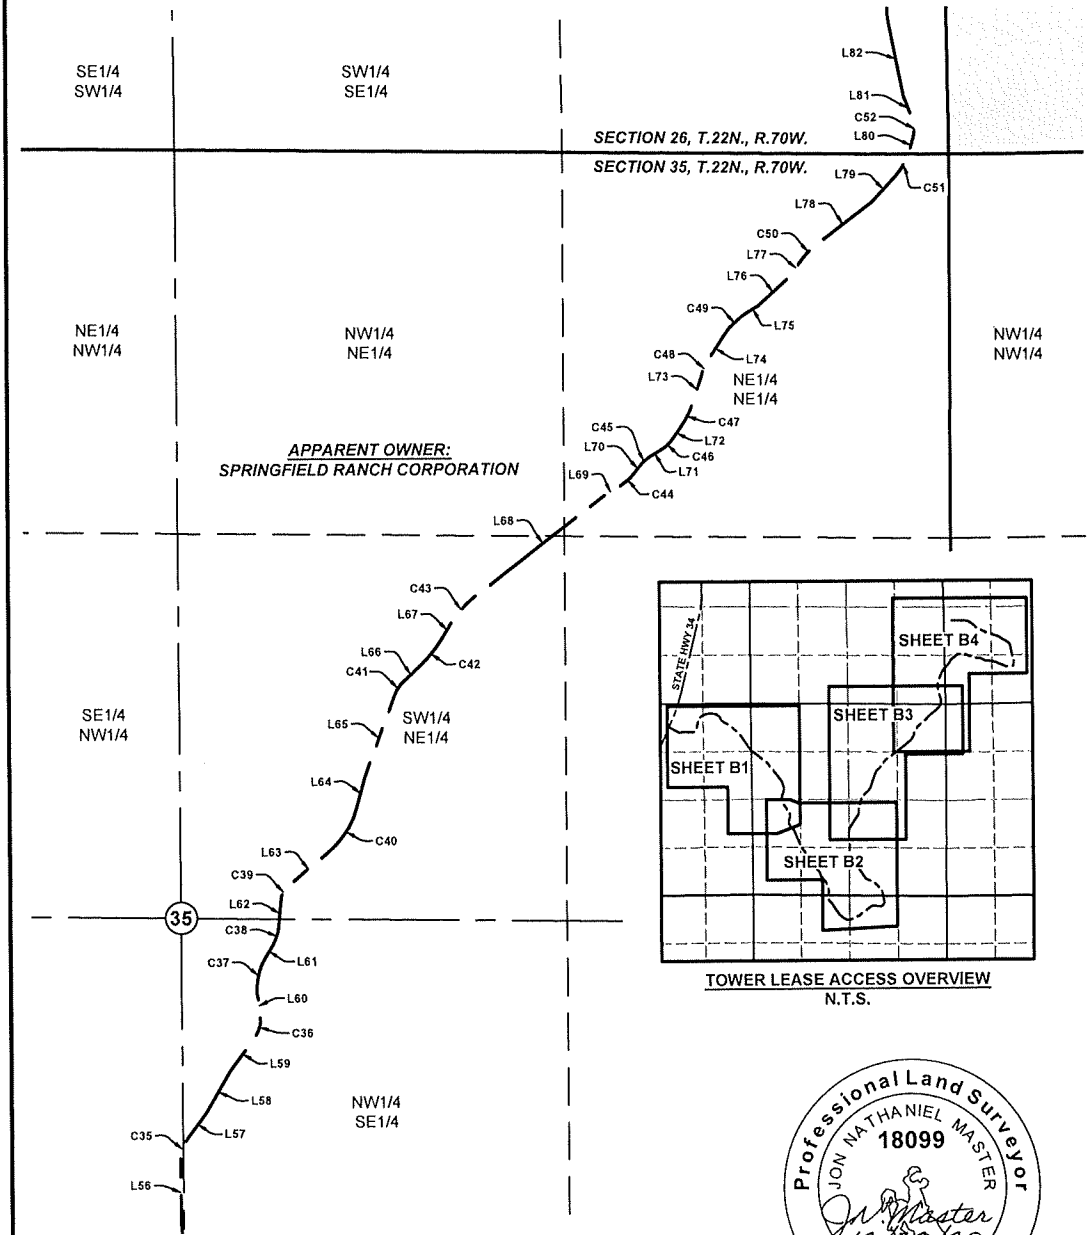 L82
SE1/4
SW1/4
SW1/4
SE1/4
L81
C52
L80
SECTION 26, T.22N., R.70W.
SECTION 35, T.22N., R.70W.
L79
C51
L78
C50
L77
L76
C49
L75
NE1/4
NW1/4
NW1/4
NE1/4
NW1/4
NW1/4
C48
L74
L73
NE1/4
NE1/4
C47
C45
L72
L70
C46
L71
APPARENT OWNER:
SPRINGFIELD RANCH CORPORATION
L69
C44
L68
C43
L67
L66
C42
C41
SE1/4
NW1/4
SW1/4
NE1/4
L65
L64
C40
L63
C39
L62
35
C38
L61
C37
L60
C36
L59
L58
NW1/4
SE1/4
L57
C35
L56
STATE HWY 34
SHEET B4
SHEET B3
SHEET B1
SHEET B2
TOWER LEASE ACCESS OVERVIEW
N.T.S.
Professional Land Surveyor
JON NATHANIEL MASTER
18099